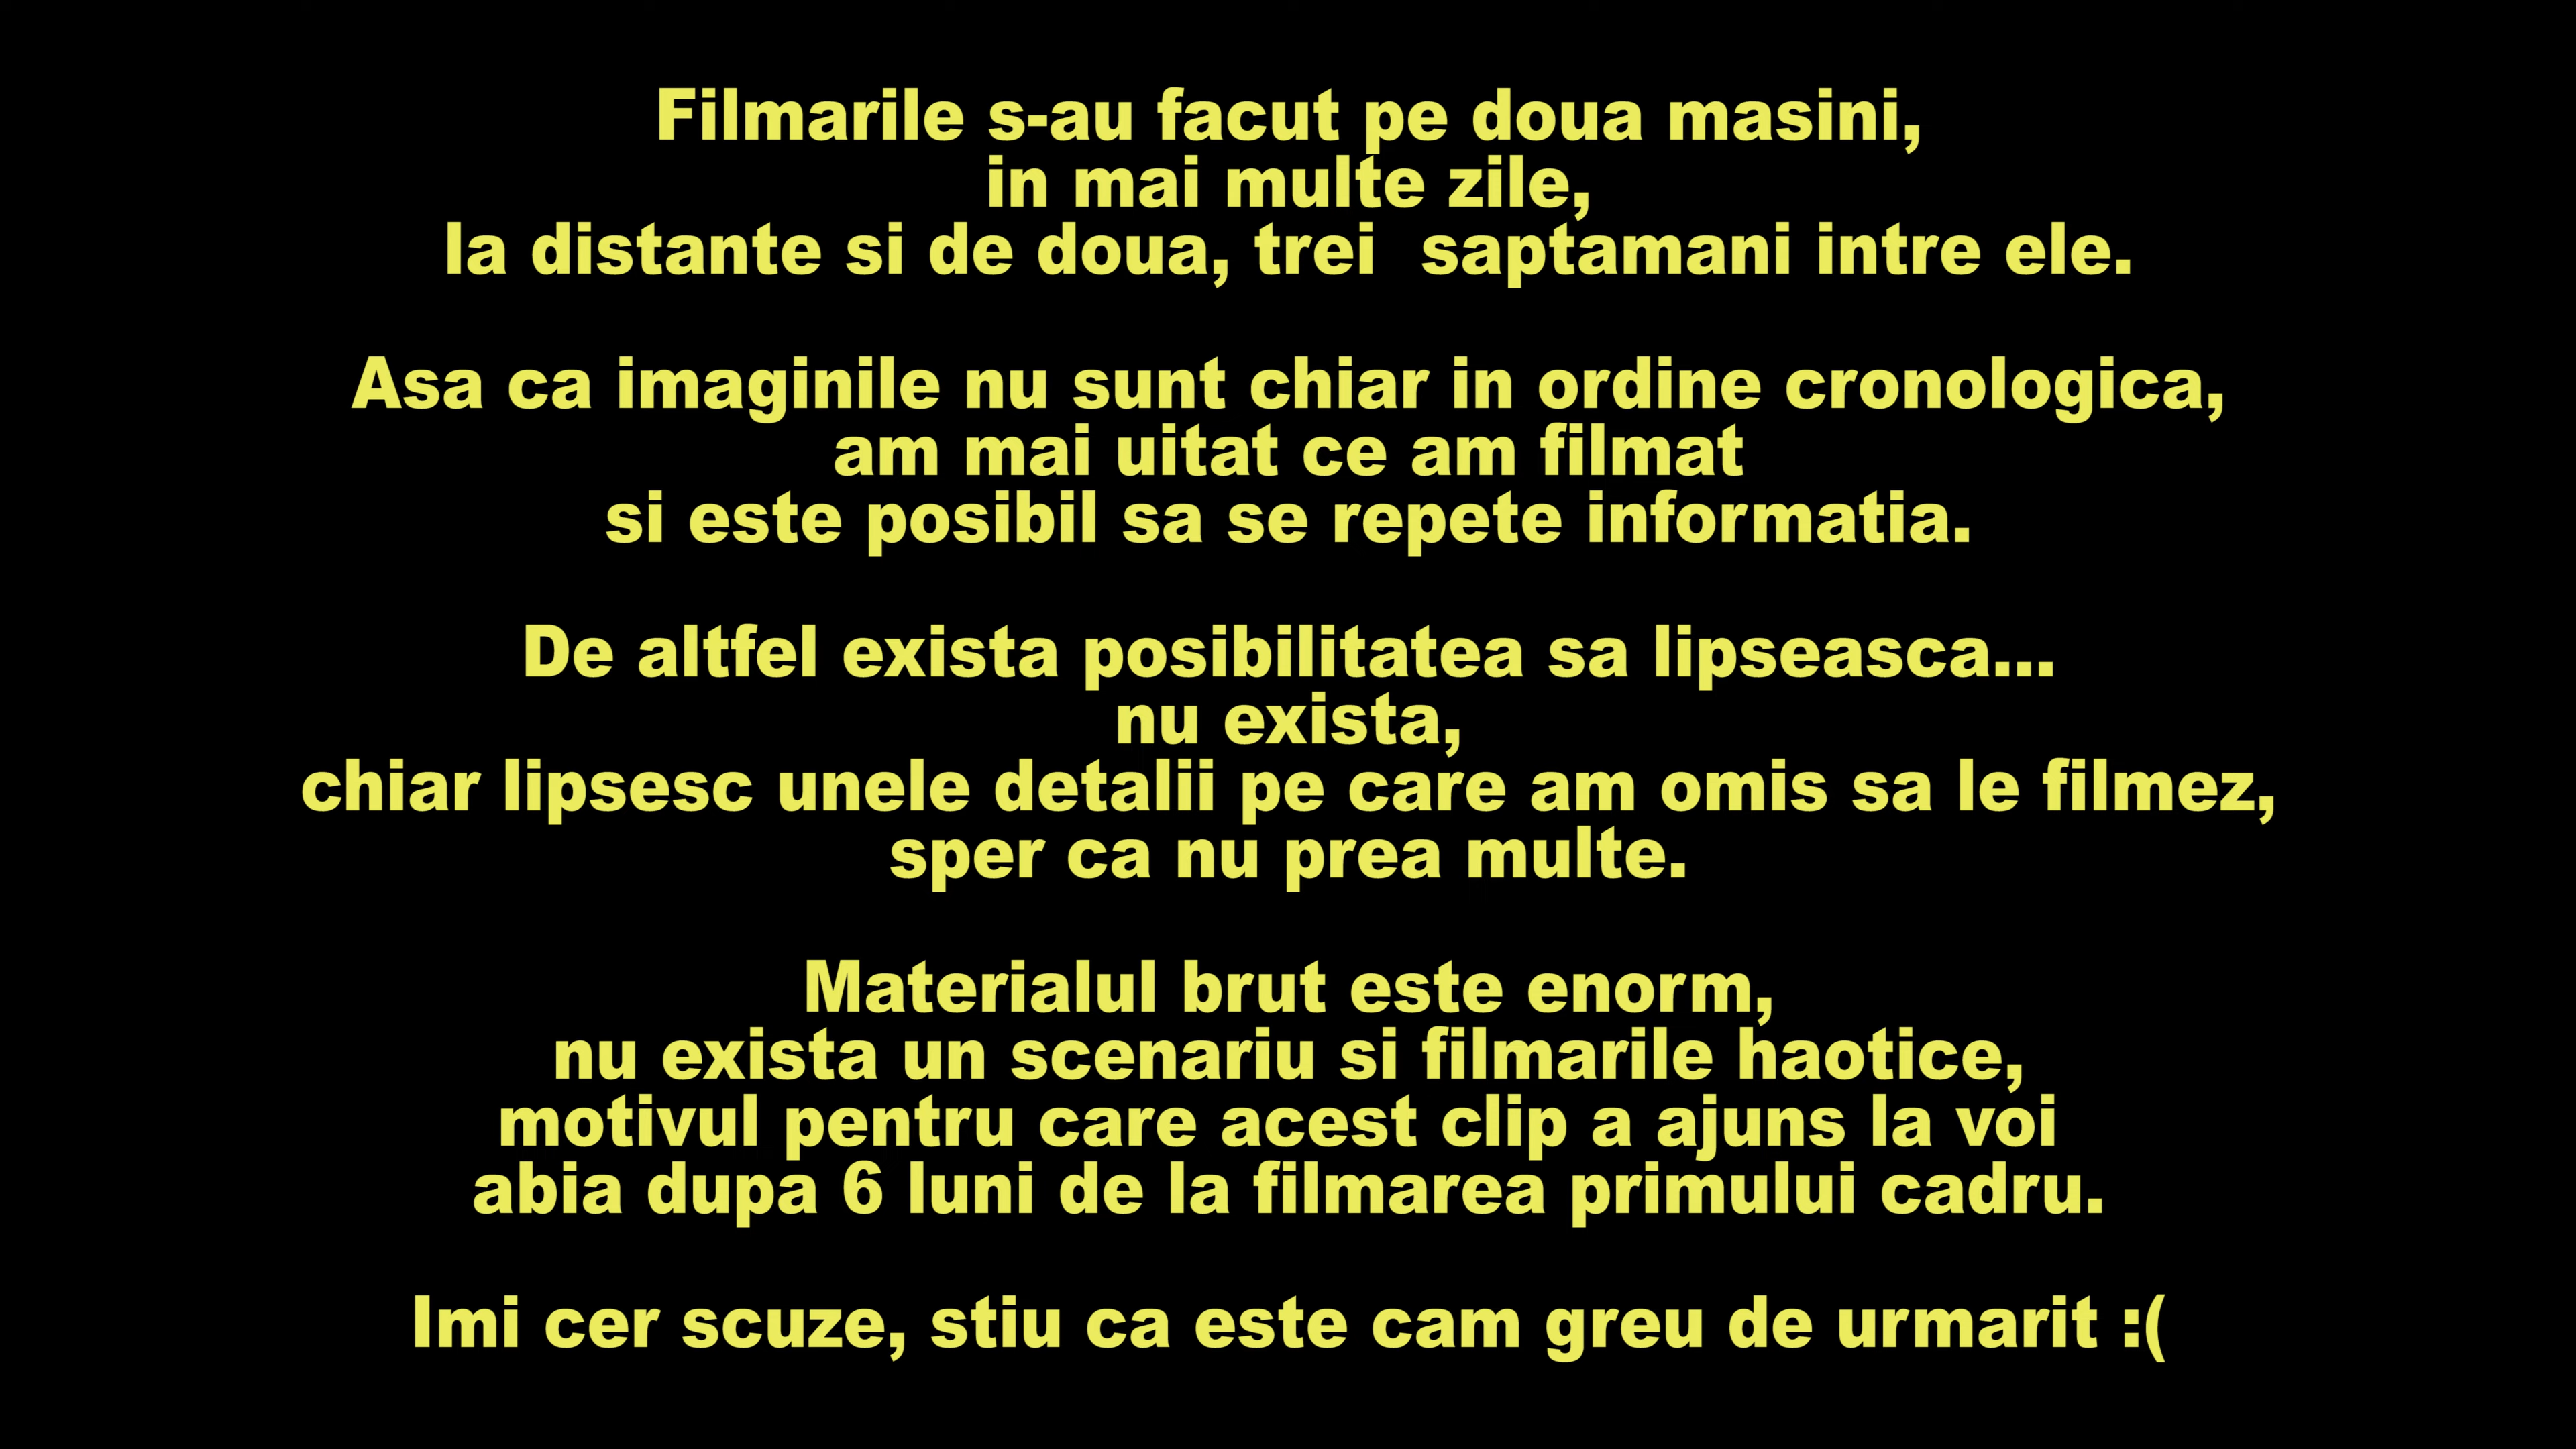 Filmarile s-au facut pe doua masini,
in mai multe zile,
la distante si de doua, trei  saptamani intre ele.
Asa ca imaginile nu sunt chiar in ordine cronologica,
am mai uitat ce am filmat
si este posibil sa se repete informatia.
De altfel exista posibilitatea sa lipseasca...
nu exista,
chiar lipsesc unele detalii pe care am omis sa le filmez,
sper ca nu prea multe.
Materialul brut este enorm,
nu exista un scenariu si filmarile haotice,
motivul pentru care acest clip a ajuns la voi
abia dupa 6 luni de la filmarea primului cadru.
Imi cer scuze, stiu ca este cam greu de urmarit :(